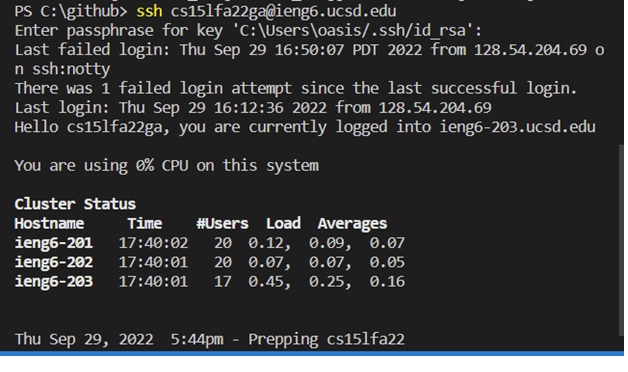 PS C:\github> ssh cs15lfa22ga@ieng6.ucsd.edu
Enter passphrase for key 'C:\Users\oasis/.ssh/id_rsa':
Last failed login: Thu Sep 29 16:50:07 PDT 2022 from 128.54.204.69 o
n ssh:notty
There was 1 failed login attempt since the last successful login.
Last login: Thu Sep 29 16:12:36 2022 from 128.54.204.69
Hello cs15lfa22ga, you are currently logged into ieng6-203.ucsd.edu
You are using 0% CPU on this system
Cluster Status
Hostname     Time    #Users  Load  Averages
ieng6-201   17:40:02   20  0.12,  0.09,  0.07
ieng6-202   17:40:01   20  0.07,  0.07,  0.05
ieng6-203   17:40:01   17  0.45,  0.25,  0.16
Thu Sep 29, 2022  5:44pm - Prepping cs15lfa22